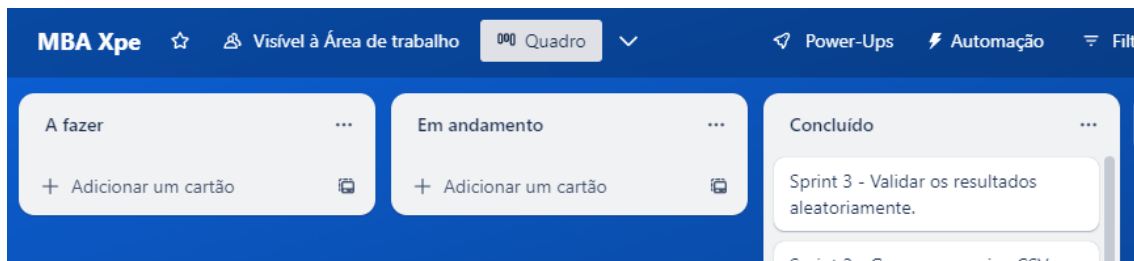 MBA Xpe Visível à Área de trabalho Quadro Power-Ups Automação
A fazer
Adicionar um cartão
Em andamento
Adicionar um cartão
Concluído
Sprint 3 - Validar os resultados
aleatoriamente.